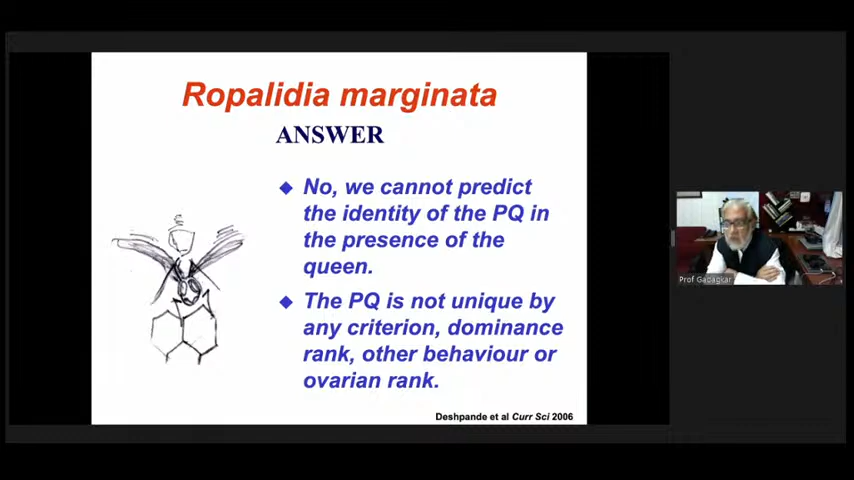 Ropalidia marginata
ANSWER
No, we cannot predict
the identity of the PQ in
the presence of the
queen.
The PQ is not unique by
any criterion, dominance
rank, other behaviour or
ovarian rank.
Deshpande et al Curr Sci 2006
Prof Gadagkar